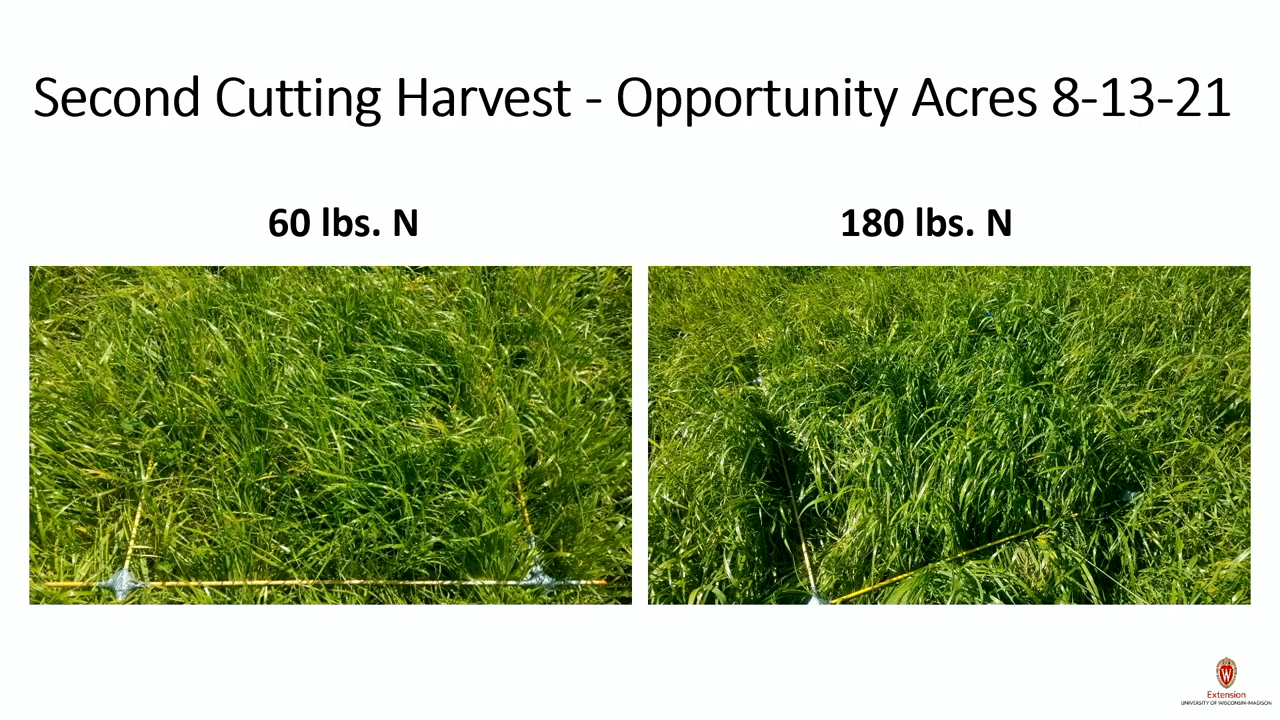 Second Cutting Harvest - Opportunity Acres 8-13-21
60 lbs. N
180 lbs. N
W
Extension
UNIVERSITY OF WISCONSIN-MADISON